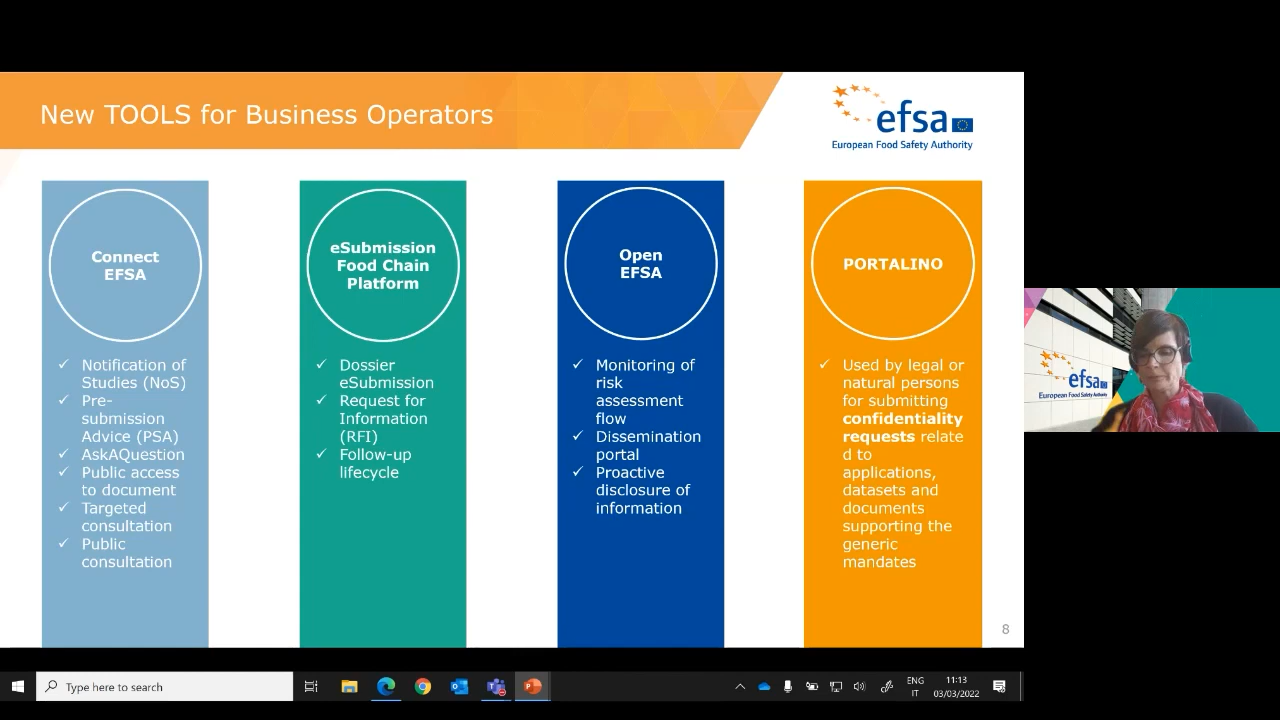 New TOOLS for Business Operators
efsa
European Food Safety Authority
Connect
EFSA
Notification of
Studies (NoS)
Pre-
submission
Advice (PSA)
AskAQuestion
Public access
to document
Targeted
consultation
Public
consultation
eSubmission
Food Chain
Platform
Dossier
eSubmission
Request for
Information
(RFI)
Follow-up
lifecycle
Open
EFSA
Monitoring of
risk
assessment
flow
Dissemination
portal
Proactive
disclosure of
information
PORTALINO
Used by legal or
natural persons
for submitting
confidentiality
requests relate
d to
applications,
datasets and
documents
supporting the
generic
mandates
8
efsa
European Food Safety Authority
Type here to search
ENG
IT
11:13
03/03/2022